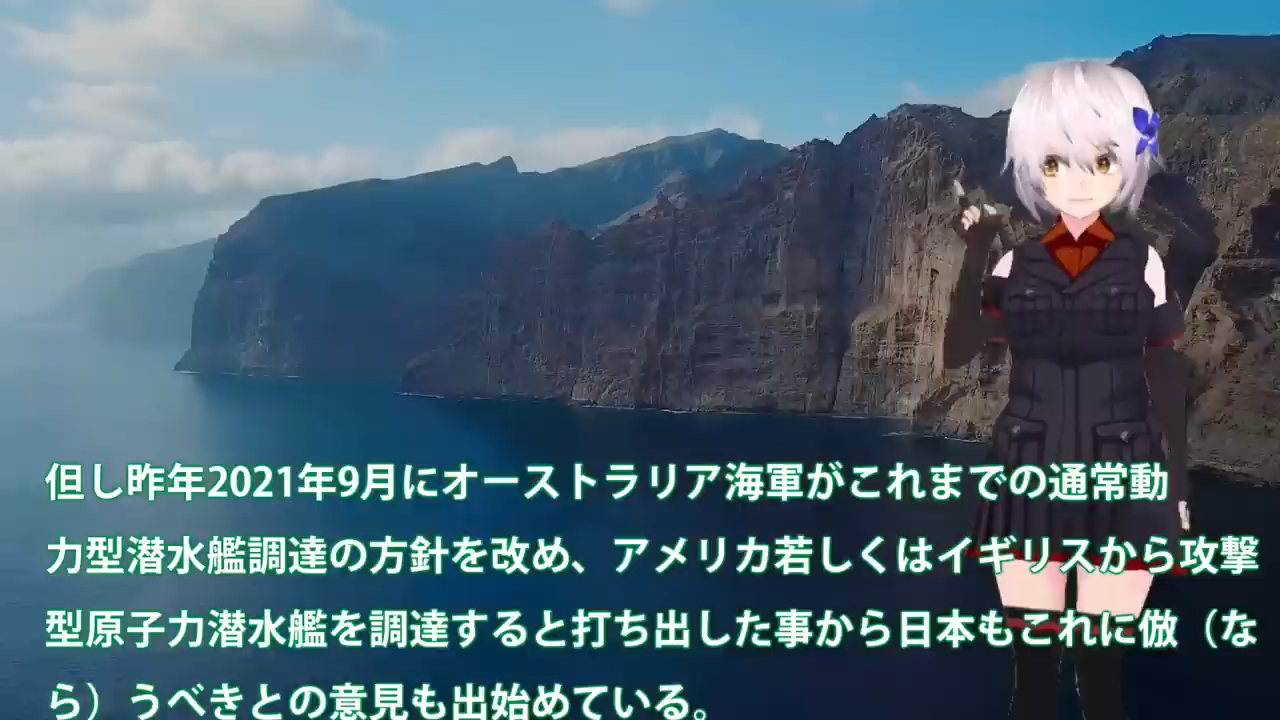 但し昨年2021年9月にオーストラリア海軍がこれまでの通常動
力型潜水艦調達の方針を改め、アメリカ若しくはイギリスから攻撃
型原子力潜水艦を調達すると打ち出した事から日本もこれに倣（な
ら）うべきとの意見も出始めている。